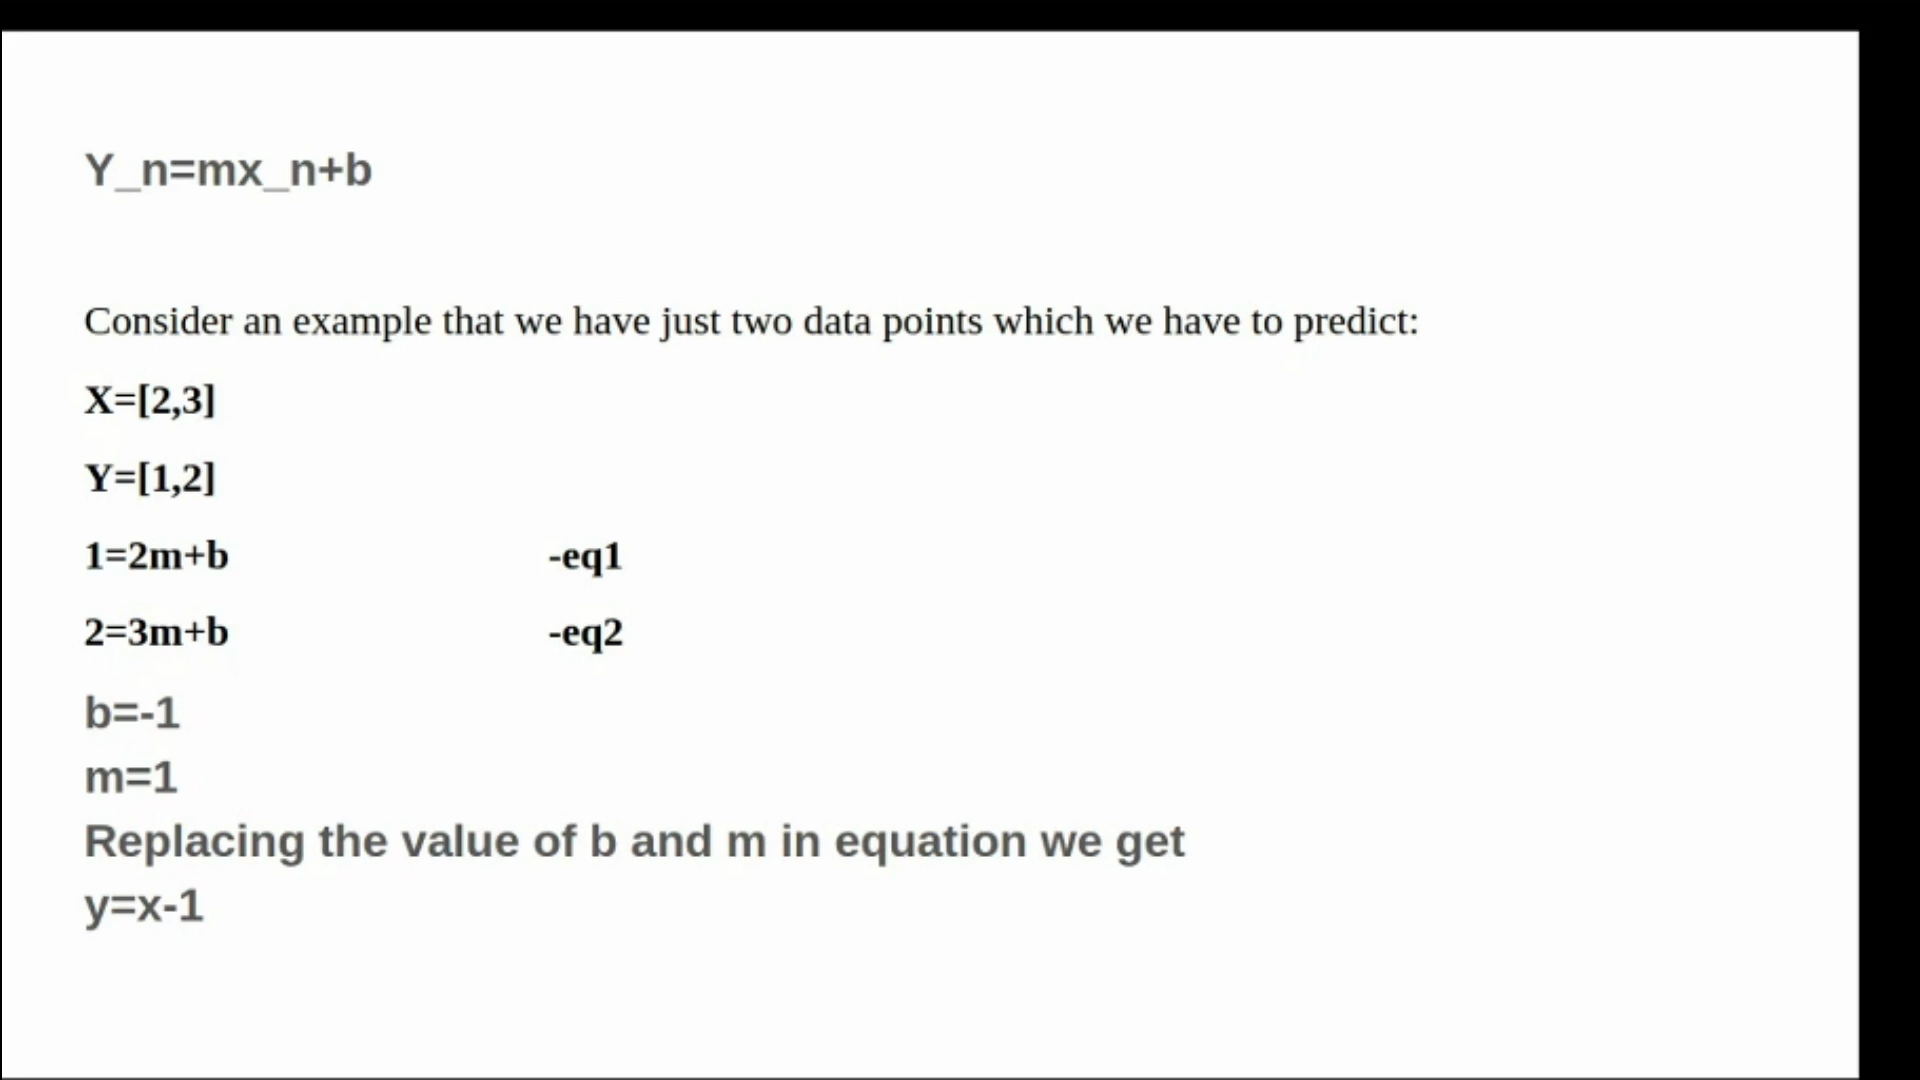 Y_n=mx_n+b
Consider an example that we have just two data points which we have to predict:
X=[2,3]
Y=[1,2]
1=2m+b -eq1
2=3m+b -eq2
b=-1
m=1
Replacing the value of b and m in equation we get
y=x-1